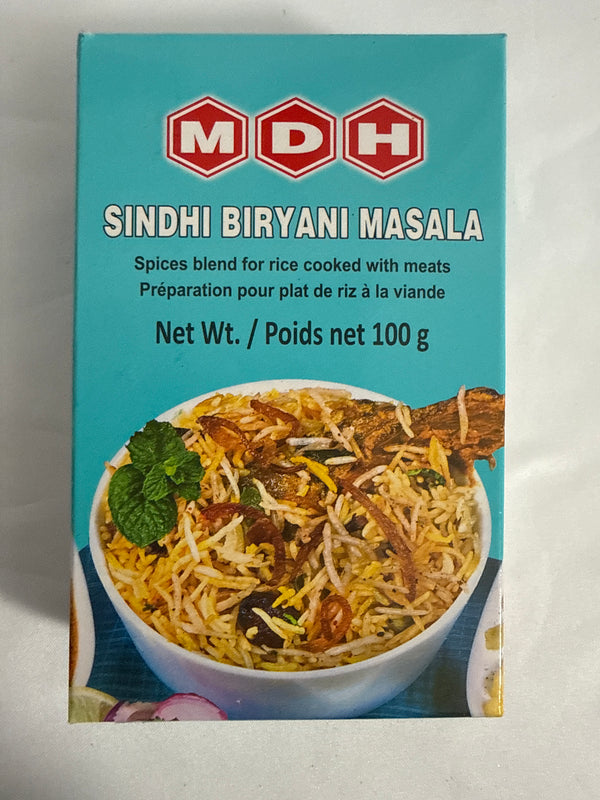 MDH
SINDHI BIRYANI MASALA
Spices blend for rice cooked with meats
Préparation pour plat de riz à la viande
Net Wt. / Poids net 100 g